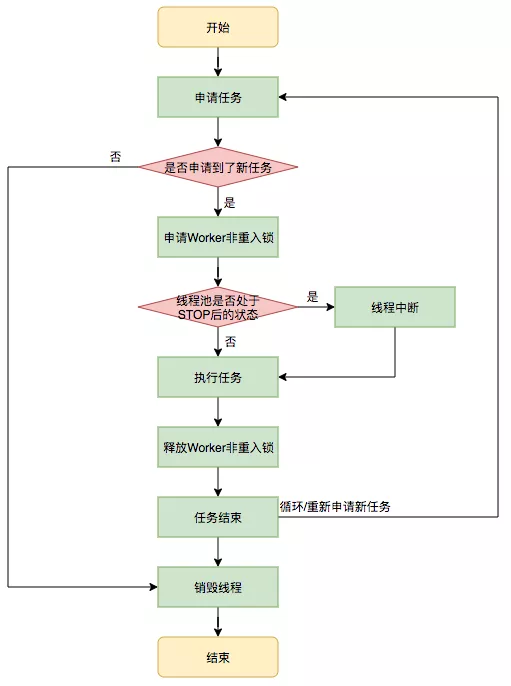 开始
申请任务
否
是否申请到了新任务
是
申请Worker非重入锁
线程池是否处于
STOP后的状态
是
线程中断
否
执行任务
释放Worker非重入锁
任务结束
循环/重新申请新任务
销毁线程
结束